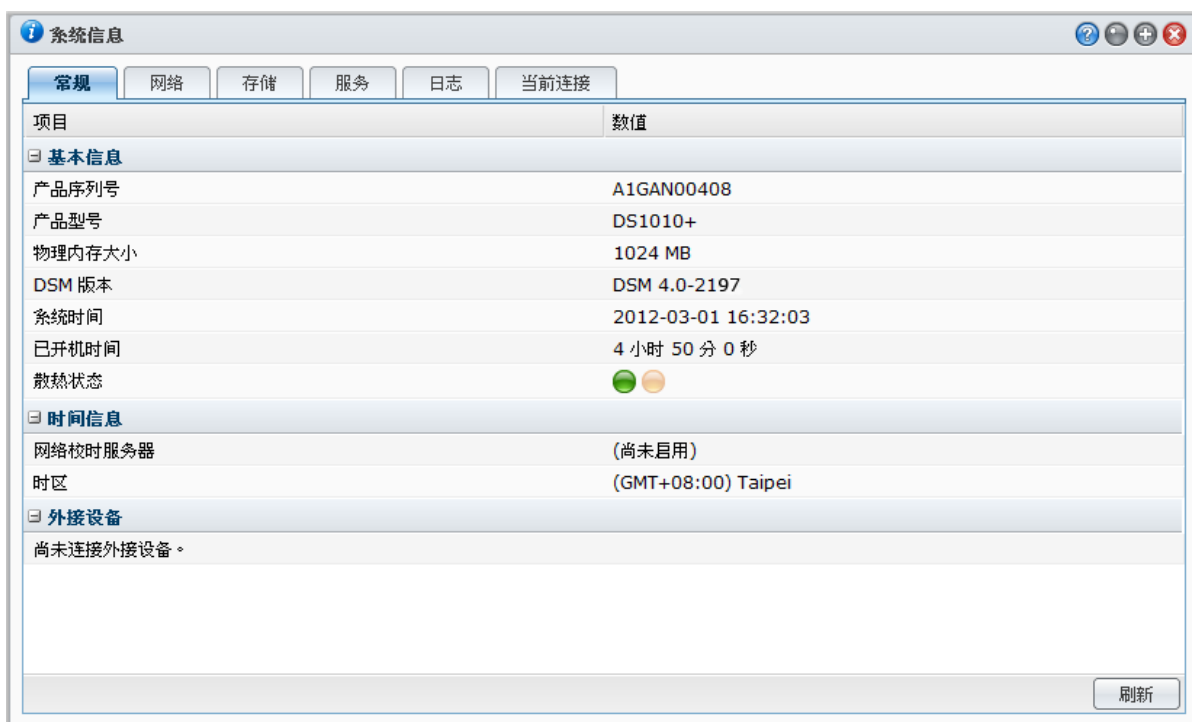 系统信息
常规 网络 存储 服务 日志 当前连接
项目 数值
基本信息
产品序列号 A1GAN00408
产品型号 DS1010+
物理内存大小 1024 MB
DSM 版本 DSM 4.0-2197
系统时间 2012-03-01 16:32:03
已开机时间 4 小时 50 分 0 秒
散热状态
时间信息
网络校时服务器 (尚未启用)
时区 (GMT+08:00) Taipei
外接设备
尚未连接外接设备。
刷新